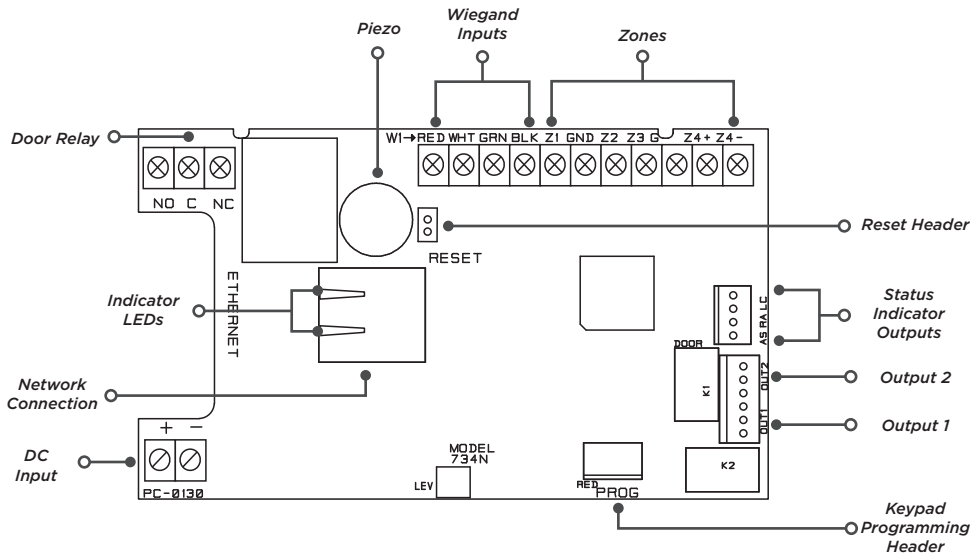 Piezo
Wiegand
Inputs
Zones
Door Relay
W1→RED WHT GRN BLK Z1 GND Z2 Z3 G Z4+ Z4-
NO C NC
Reset Header
RESET
ETHERNET
Indicator
LEDs
Status
Indicator
Outputs
AS RA LC
DOOR
K1
OUT2
OUT1
Output 2
Output 1
Network
Connection
+ -
DC
Input
PC-0130
MODEL
734N
LEV
RED
PROG
K2
Keypad
Programming
Header